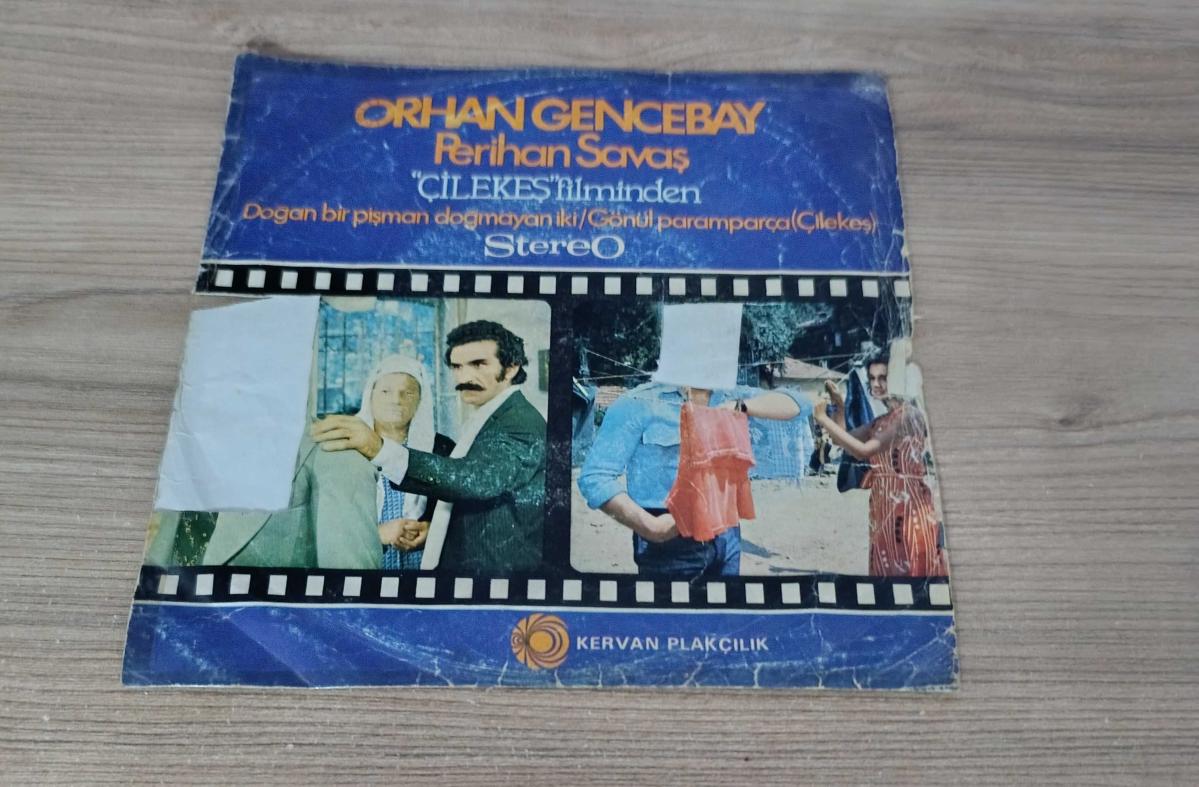 ORHAN GENCEBAY
Perihan Savaş
"ÇİLEKEŞ" filminden
Doğan bir pişman doğmayan iki/Gönül paramparça (Çilekeş)
StereO
KERVAN PLAKÇILIK